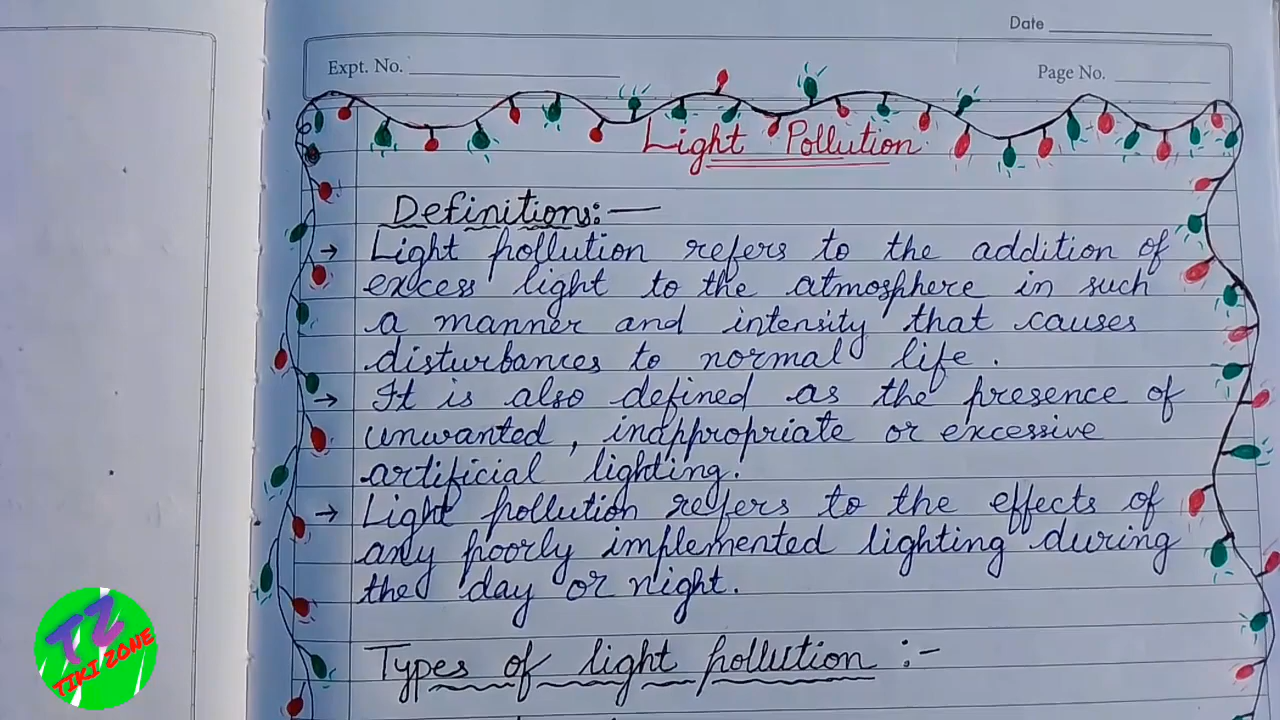 Date
Expt. No.
Page No.
Light Pollution
Definitions:—
→ Light pollution refers to the addition of
excess light to the atmosphere in such
a manner and intensity that causes
disturbances to normal life.
→ It is also defined as the presence of
unwanted, inappropriate or excessive
artificial lighting.
→ Light pollution refers to the effects of
any poorly implemented lighting during
the day or night.
Types of light pollution :-
TZ
TIKI ZONE